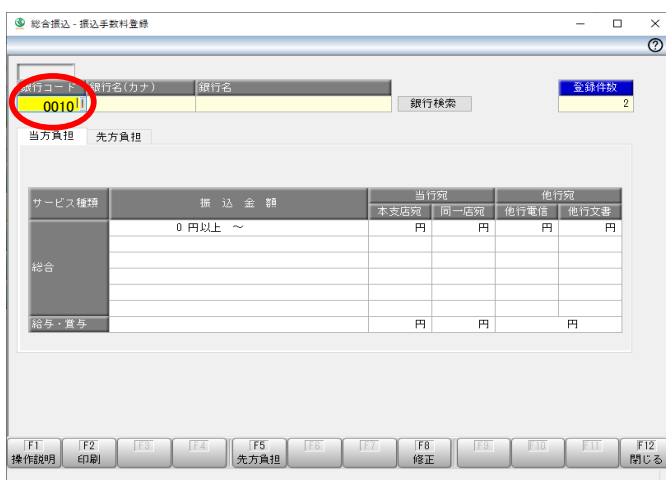 総合振込 - 振込手数料登録
銀行コード 銀行名(カナ) 銀行名 登録件数
0010 銀行検索 2
当方負担 先方負担
サービス種類 振 込 金 額 当行宛 他行宛
本支店宛 同一店宛 他行電信 他行文書
0 円以上 ～ 円 円 円 円
総合
給与・賞与 円 円 円
F1 F2 F3 F4 F5 F6 F7 F8 F9 F10 F11 F12
操作説明 印刷 先方負担 修正 閉じる